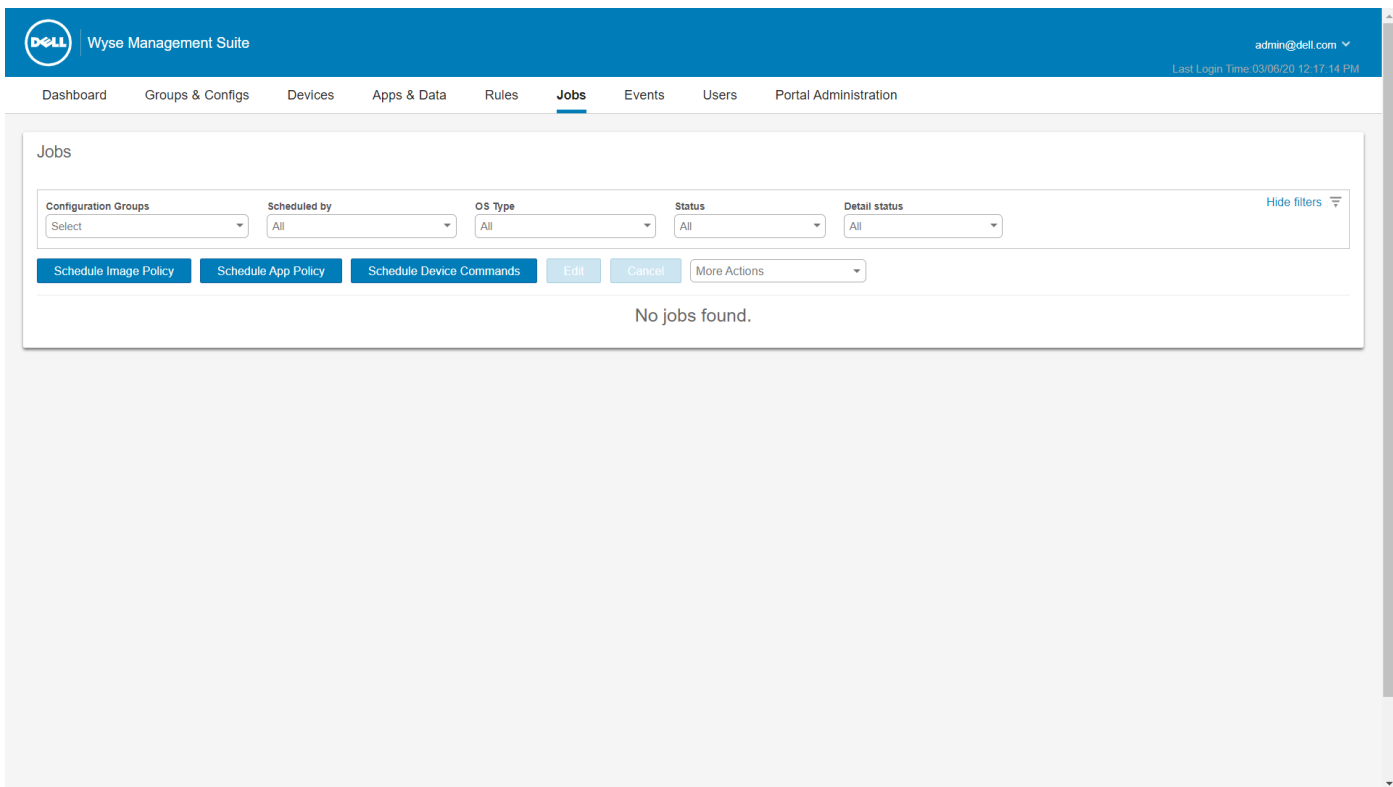 DELL Wyse Management Suite
admin@dell.com
Last Login Time:03/06/20 12:17:14 PM
Dashboard Groups & Configs Devices Apps & Data Rules Jobs Events Users Portal Administration
Jobs
Hide filters
Configuration Groups Scheduled by OS Type Status Detail status
Select All All All All
Schedule Image Policy Schedule App Policy Schedule Device Commands Edit Cancel More Actions
No jobs found.